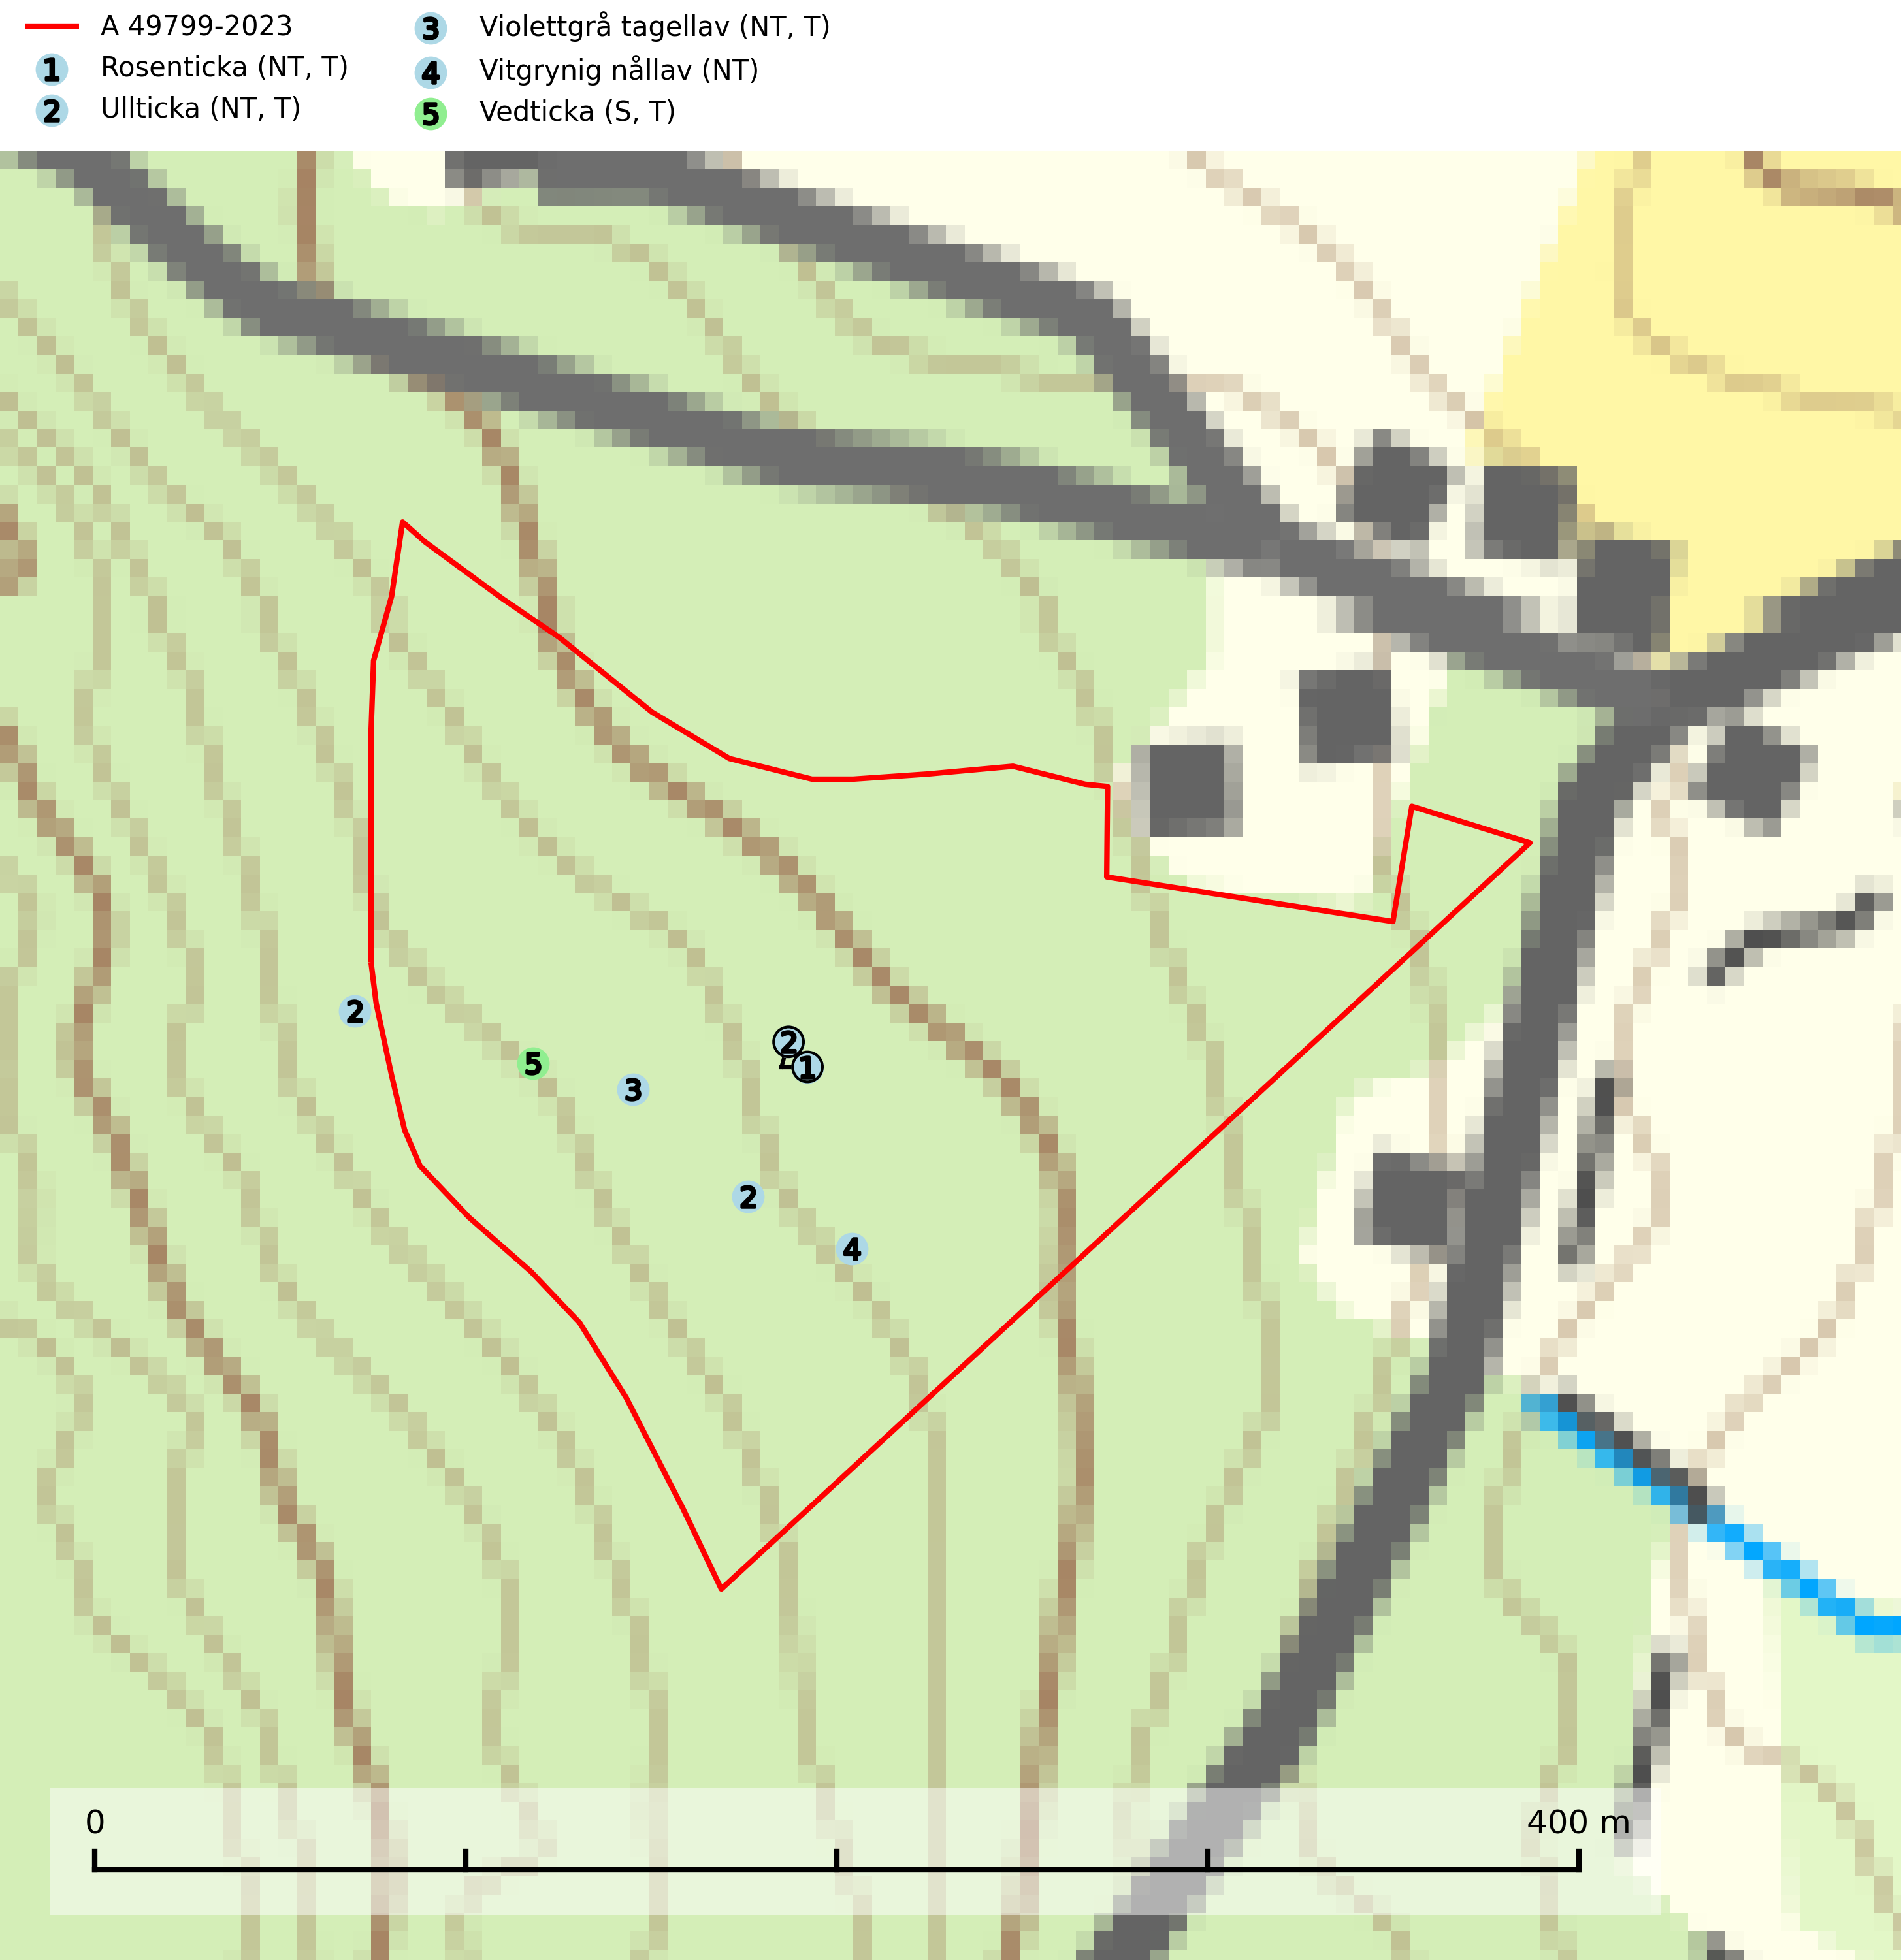 A 49799-2023
1 Rosenticka (NT, T)
2 Ullticka (NT, T)
3 Violettgrå tagellav (NT, T)
4 Vitgrynig nållav (NT)
5 Vedticka (S, T)
2
2
1
5
3
2
4
0 400 m